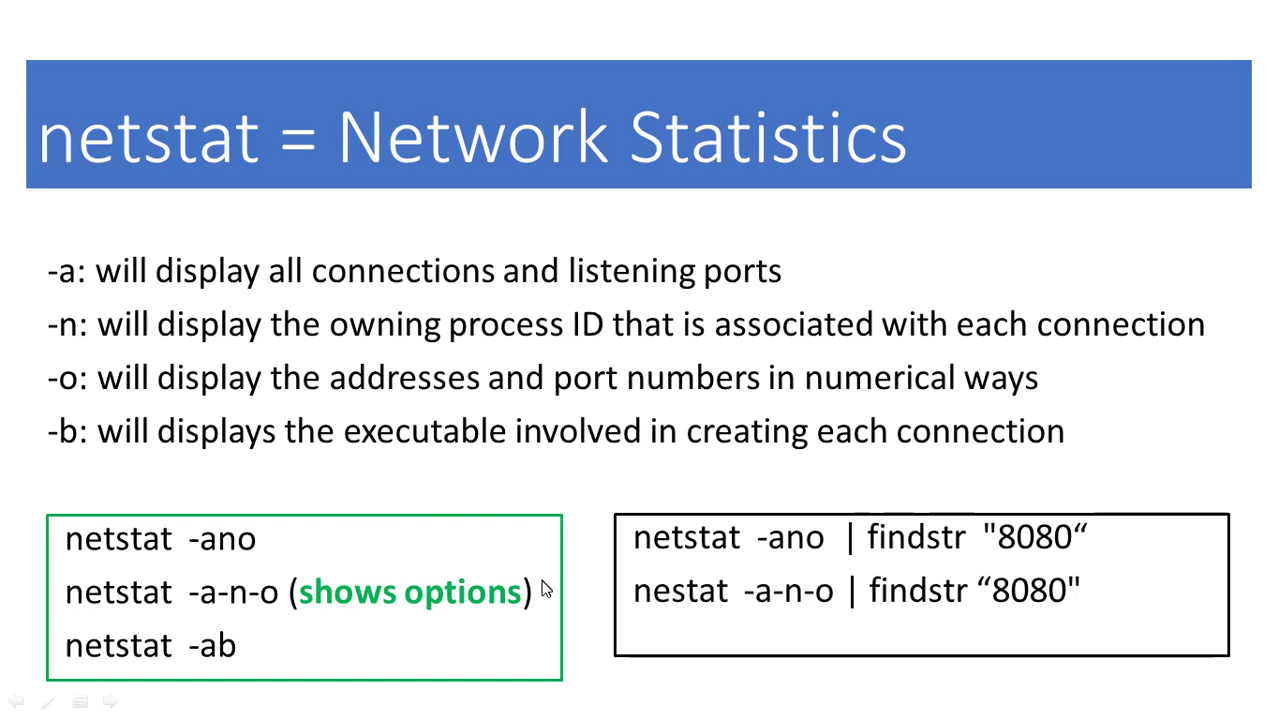 netstat = Network Statistics
-a: will display all connections and listening ports
-n: will display the owning process ID that is associated with each connection
-o: will display the addresses and port numbers in numerical ways
-b: will displays the executable involved in creating each connection
netstat -ano
netstat -a-n-o (shows options)
netstat -ab
netstat -ano | findstr "8080“
nestat -a-n-o | findstr “8080"